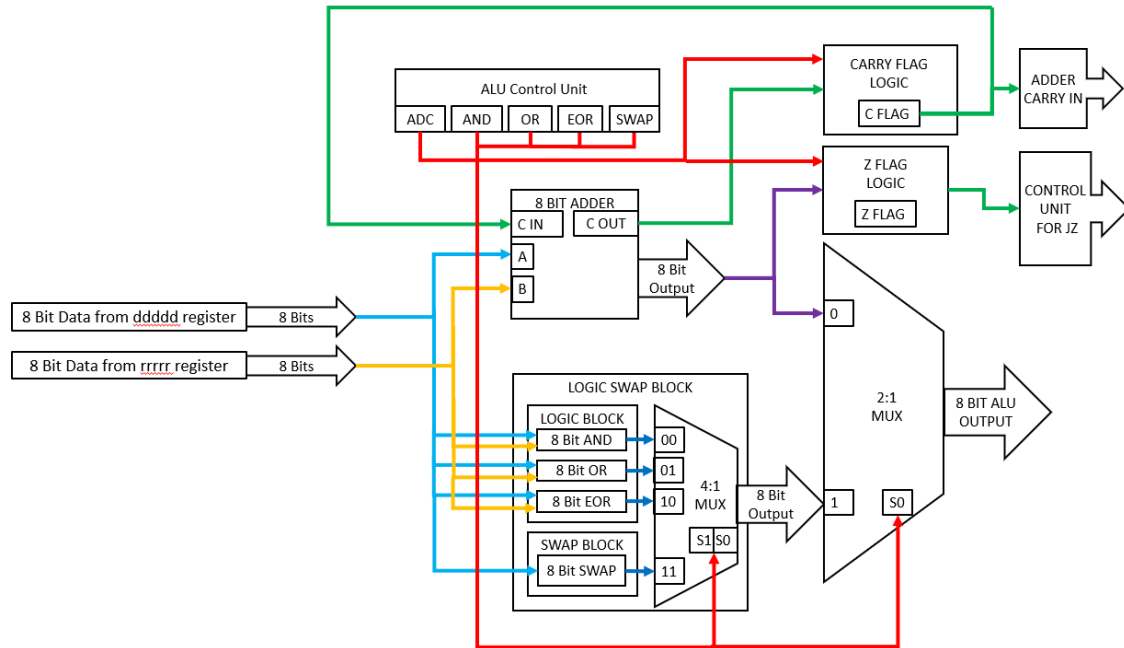 CARRY FLAG
LOGIC
C FLAG
ADDER
CARRY IN
ALU Control Unit
ADC
AND
OR
EOR
SWAP
Z FLAG
LOGIC
Z FLAG
CONTROL
UNIT
FOR JZ
8 BIT ADDER
C IN
C OUT
A
B
8 Bit
Output
8 Bit Data from ddddd register
8 Bits
8 Bit Data from rrrrr register
8 Bits
0
2:1
MUX
8 BIT ALU
OUTPUT
LOGIC SWAP BLOCK
LOGIC BLOCK
8 Bit AND
00
8 Bit OR
01
8 Bit EOR
10
4:1
MUX
8 Bit
Output
1
S0
S1
S0
SWAP BLOCK
8 Bit SWAP
11